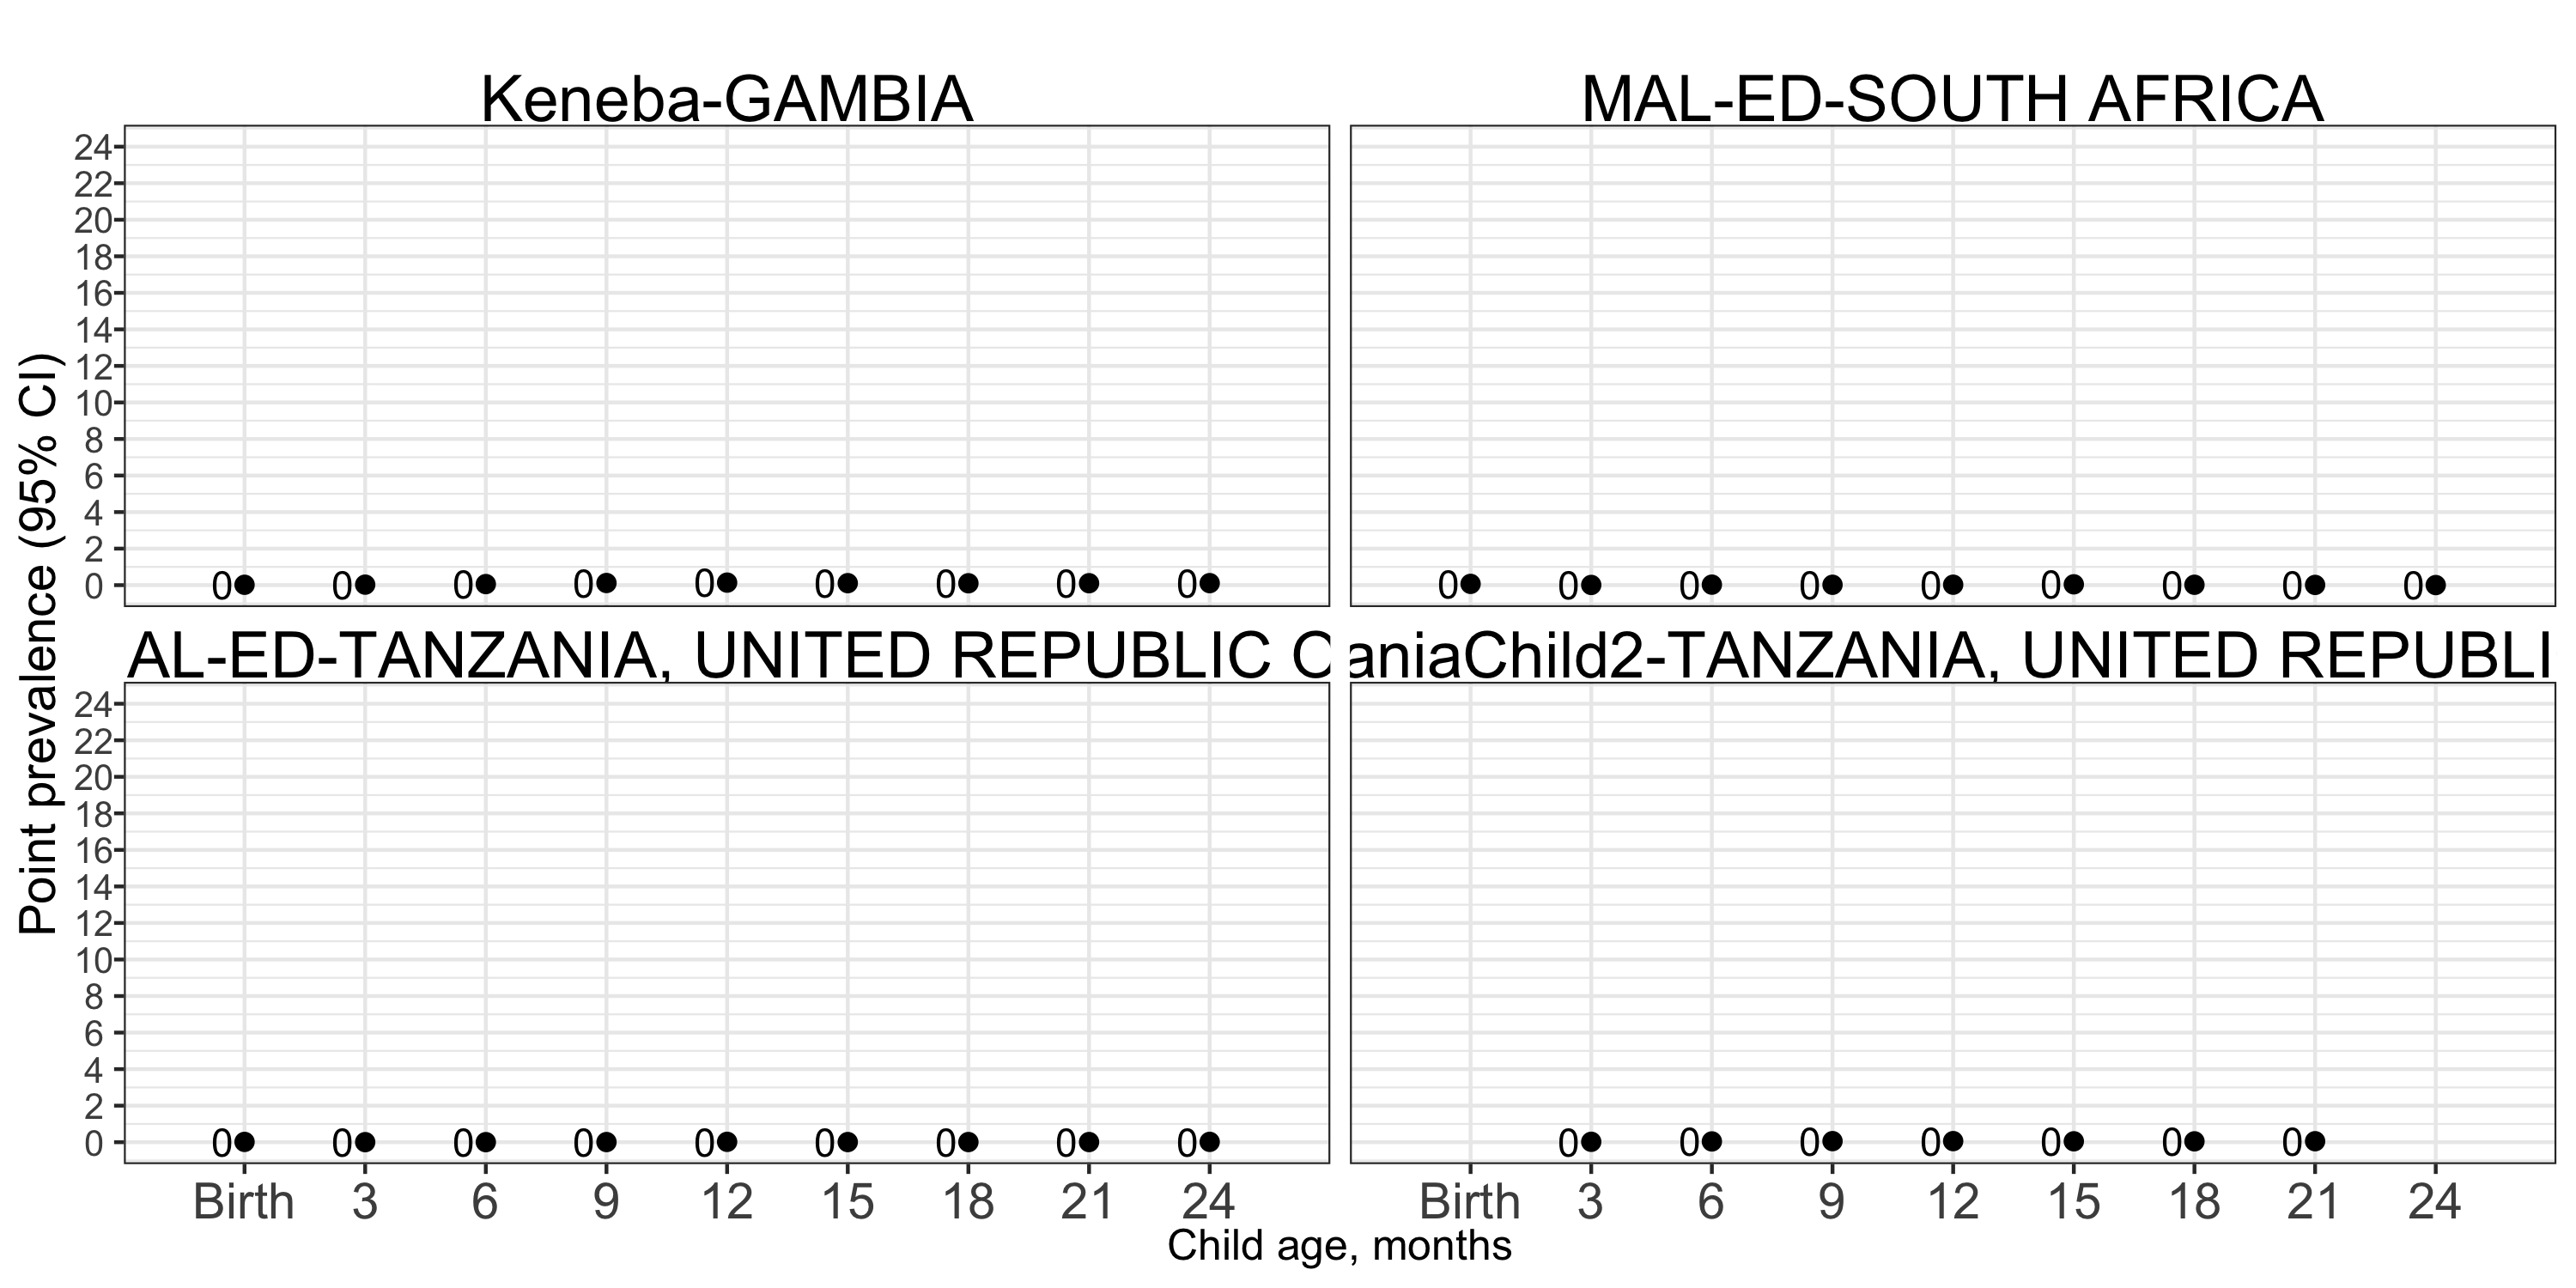 Keneba-GAMBIA
MAL-ED-SOUTH AFRICA
Point prevalence (95% CI)
24
22
20
18
16
14
12
10
8
6
4
2
0
0 0 0 0 0 0 0 0 0
0 0 0 0 0 0 0 0 0
AL-ED-TANZANIA, UNITED REPUBLIC O
aniaChild2-TANZANIA, UNITED REPUBLI
24
22
20
18
16
14
12
10
8
6
4
2
0
0 0 0 0 0 0 0 0 0
0 0 0 0 0 0 0
Birth 3 6 9 12 15 18 21 24
Birth 3 6 9 12 15 18 21 24
Child age, months